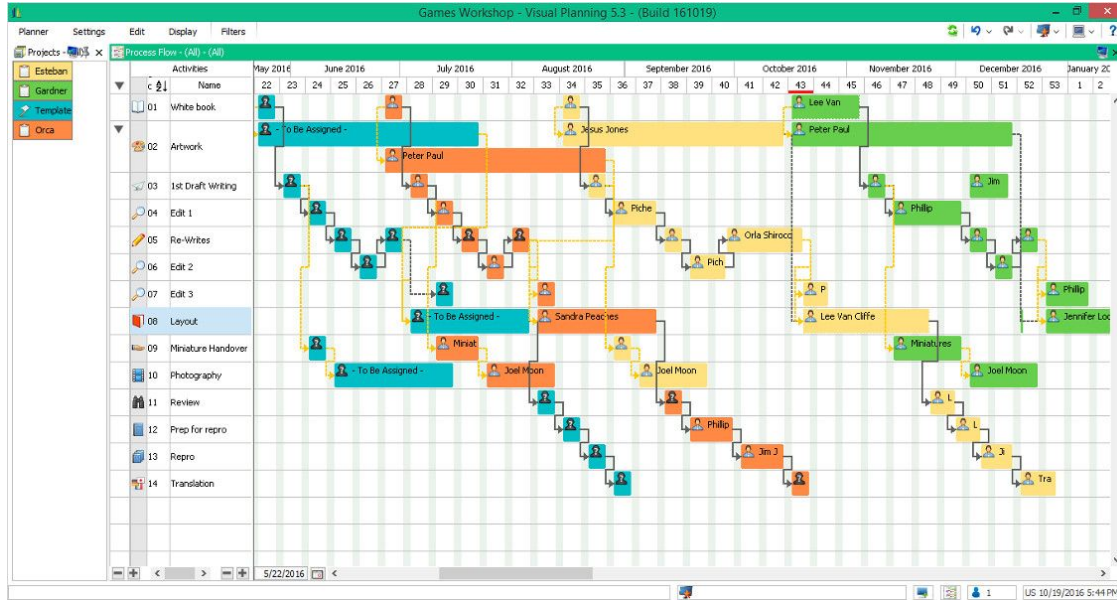 Games Workshop - Visual Planning 5.3 - (Build 161019)
Planner Settings Edit Display Filters
Projects - Process Flow - (All) - (All)
Esteban
Gardner
Template
Orca
Activities May 2016 June 2016 July 2016 August 2016 September 2016 October 2016 November 2016 December 2016 January 20
c Name 22 23 24 25 26 27 28 29 30 31 32 33 34 35 36 37 38 39 40 41 42 43 44 45 46 47 48 49 50 51 52 53 1 2
01 White book Lee Van
- To Be Assigned - Jesus Jones Peter Paul
02 Artwork
Peter Paul
03 1st Draft Writing Jim
04 Edit 1 Piche Phillip
05 Re-Writes Orla Shirocc
06 Edit 2 Pich
07 Edit 3 P Phillip
08 Layout - To Be Assigned - Sandra Peaches Lee Van Cliffe Jennifer Loc
09 Miniature Handover Miniat Miniatures
10 Photography - To Be Assigned - Joel Moon Joel Moon Joel Moon
11 Review L
12 Prep for repro Phillip L
13 Repro Jim J Ji
14 Translation Tra
5/22/2016
1 US 10/19/2016 5:44 PM